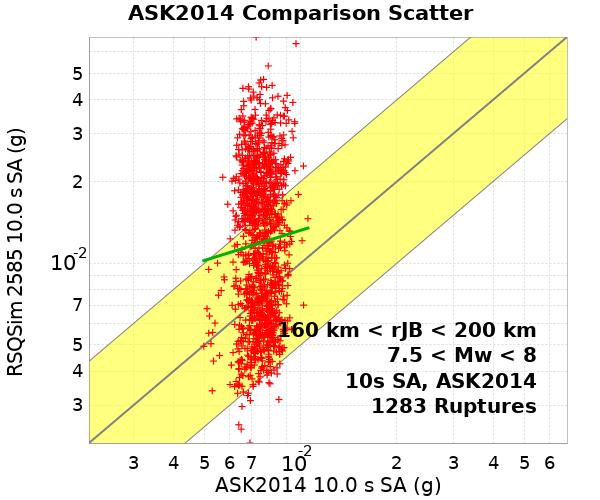 ASK2014 Comparison Scatter
RSQSim 2585 10.0 s SA (g)
5
4
3
2
10-2
7
5
4
3
160 km < rJB < 200 km
7.5 < Mw < 8
10s SA, ASK2014
1283 Ruptures
3 4 5 6 7 10-2 2 3 4 5 6
ASK2014 10.0 s SA (g)